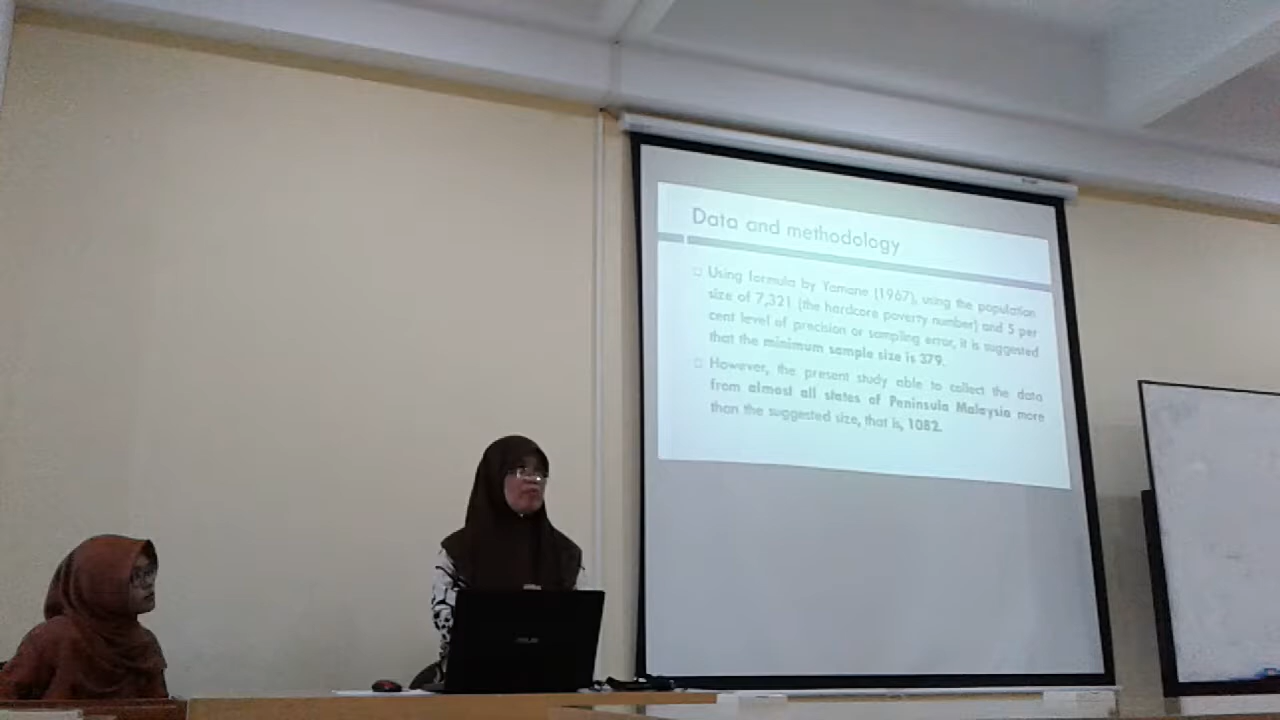 Data and methodology
Using formula by Yamane (1967), using the population
size of 7,321 (the hardcore poverty number) and 5 per
cent level of precision or sampling error, it is suggested
that the minimum sample size is 379.
However, the present study able to collect the data
from almost all states of Peninsula Malaysia more
than the suggested size, that is, 1082.
ASUS